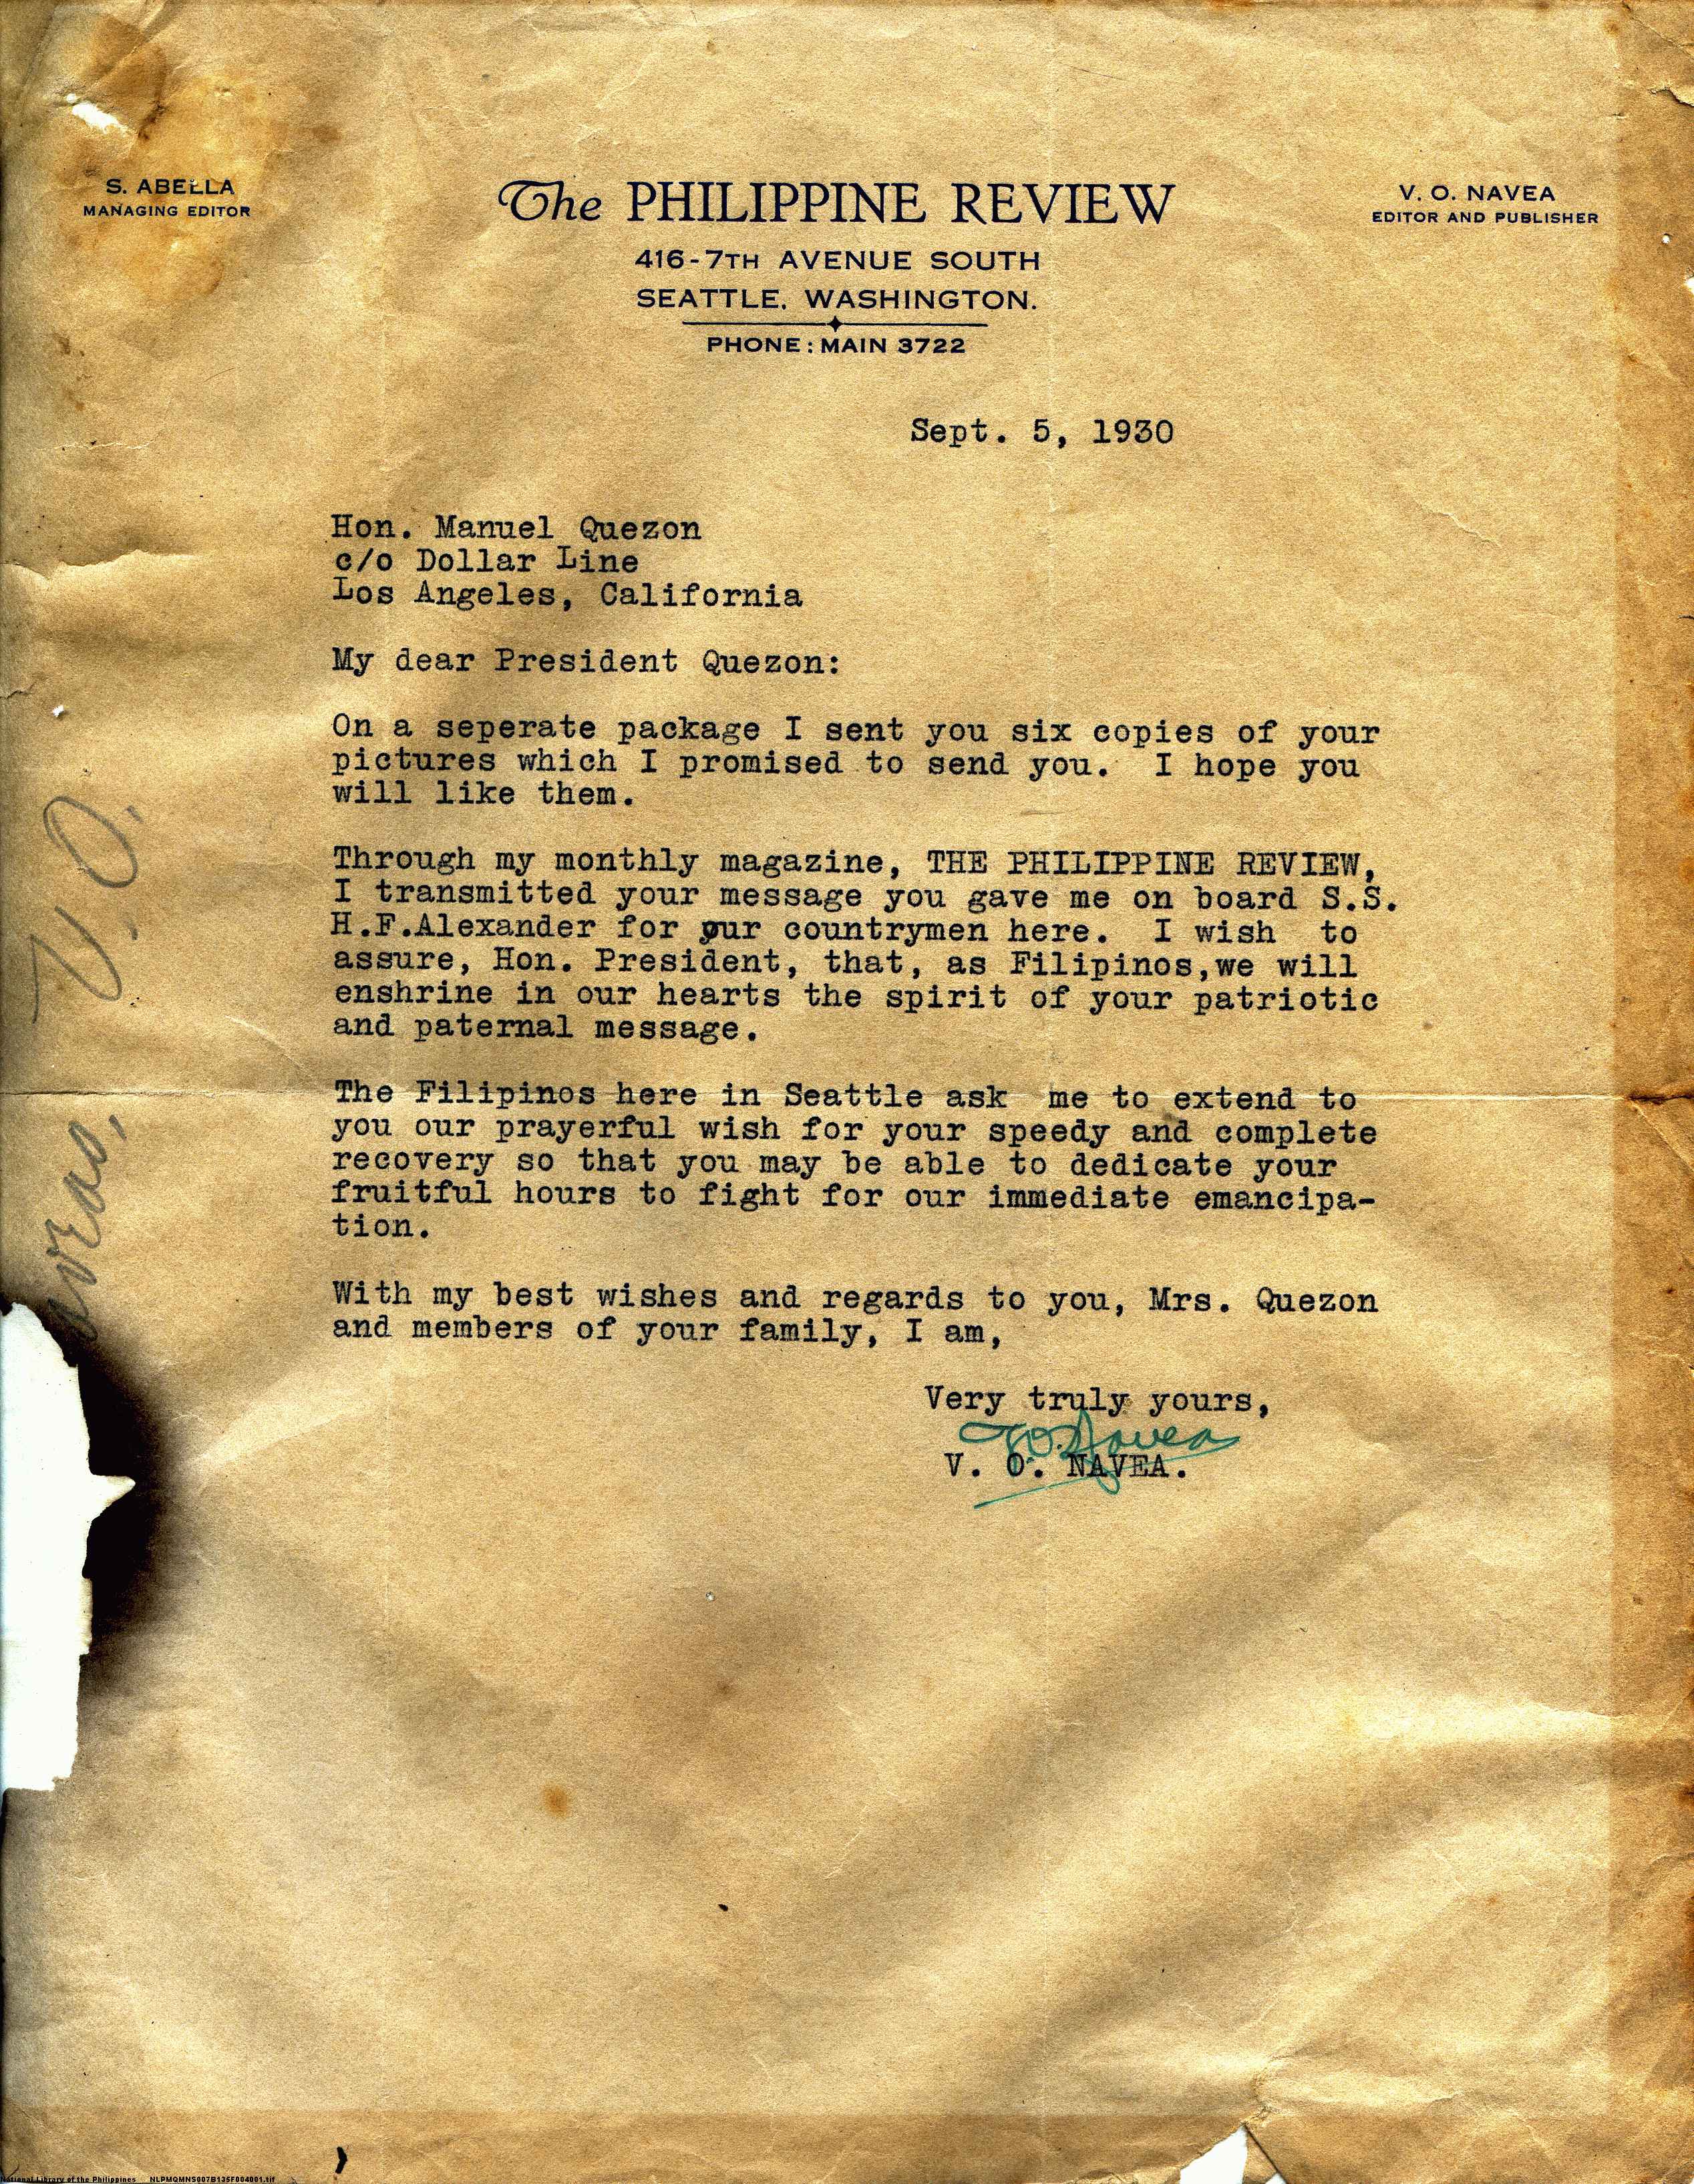 S. ABELLA
MANAGING EDITOR
The PHILIPPINE REVIEW
416-7TH AVENUE SOUTH
SEATTLE. WASHINGTON.
PHONE: MAIN 3722
V. O. NAVEA
EDITOR AND PUBLISHER
Sept. 5, 1930
Hon. Manuel Quezon
c/o Dollar Line
Los Angeles, California
My dear President Quezon:
On a seperate package I sent you six copies of your
pictures which I promised to send you. I hope you
will like them.
Through my monthly magazine, THE PHILIPPINE REVIEW,
I transmitted your message you gave me on board S.S.
H.F.Alexander for our countrymen here. I wish to
assure, Hon. President, that, as Filipinos,we will
enshrine in our hearts the spirit of your patriotic
and paternal message.
The Filipinos here in Seattle ask me to extend to
you our prayerful wish for your speedy and complete
recovery so that you may be able to dedicate your
fruitful hours to fight for our immediate emancipa-
tion.
With my best wishes and regards to you, Mrs. Quezon
and members of your family, I am,
Very truly yours,
V.O. Navea
V. O. NAVEA.
V. O.
National Library of the Philippines NLPMQMNS007B135F004001.tif